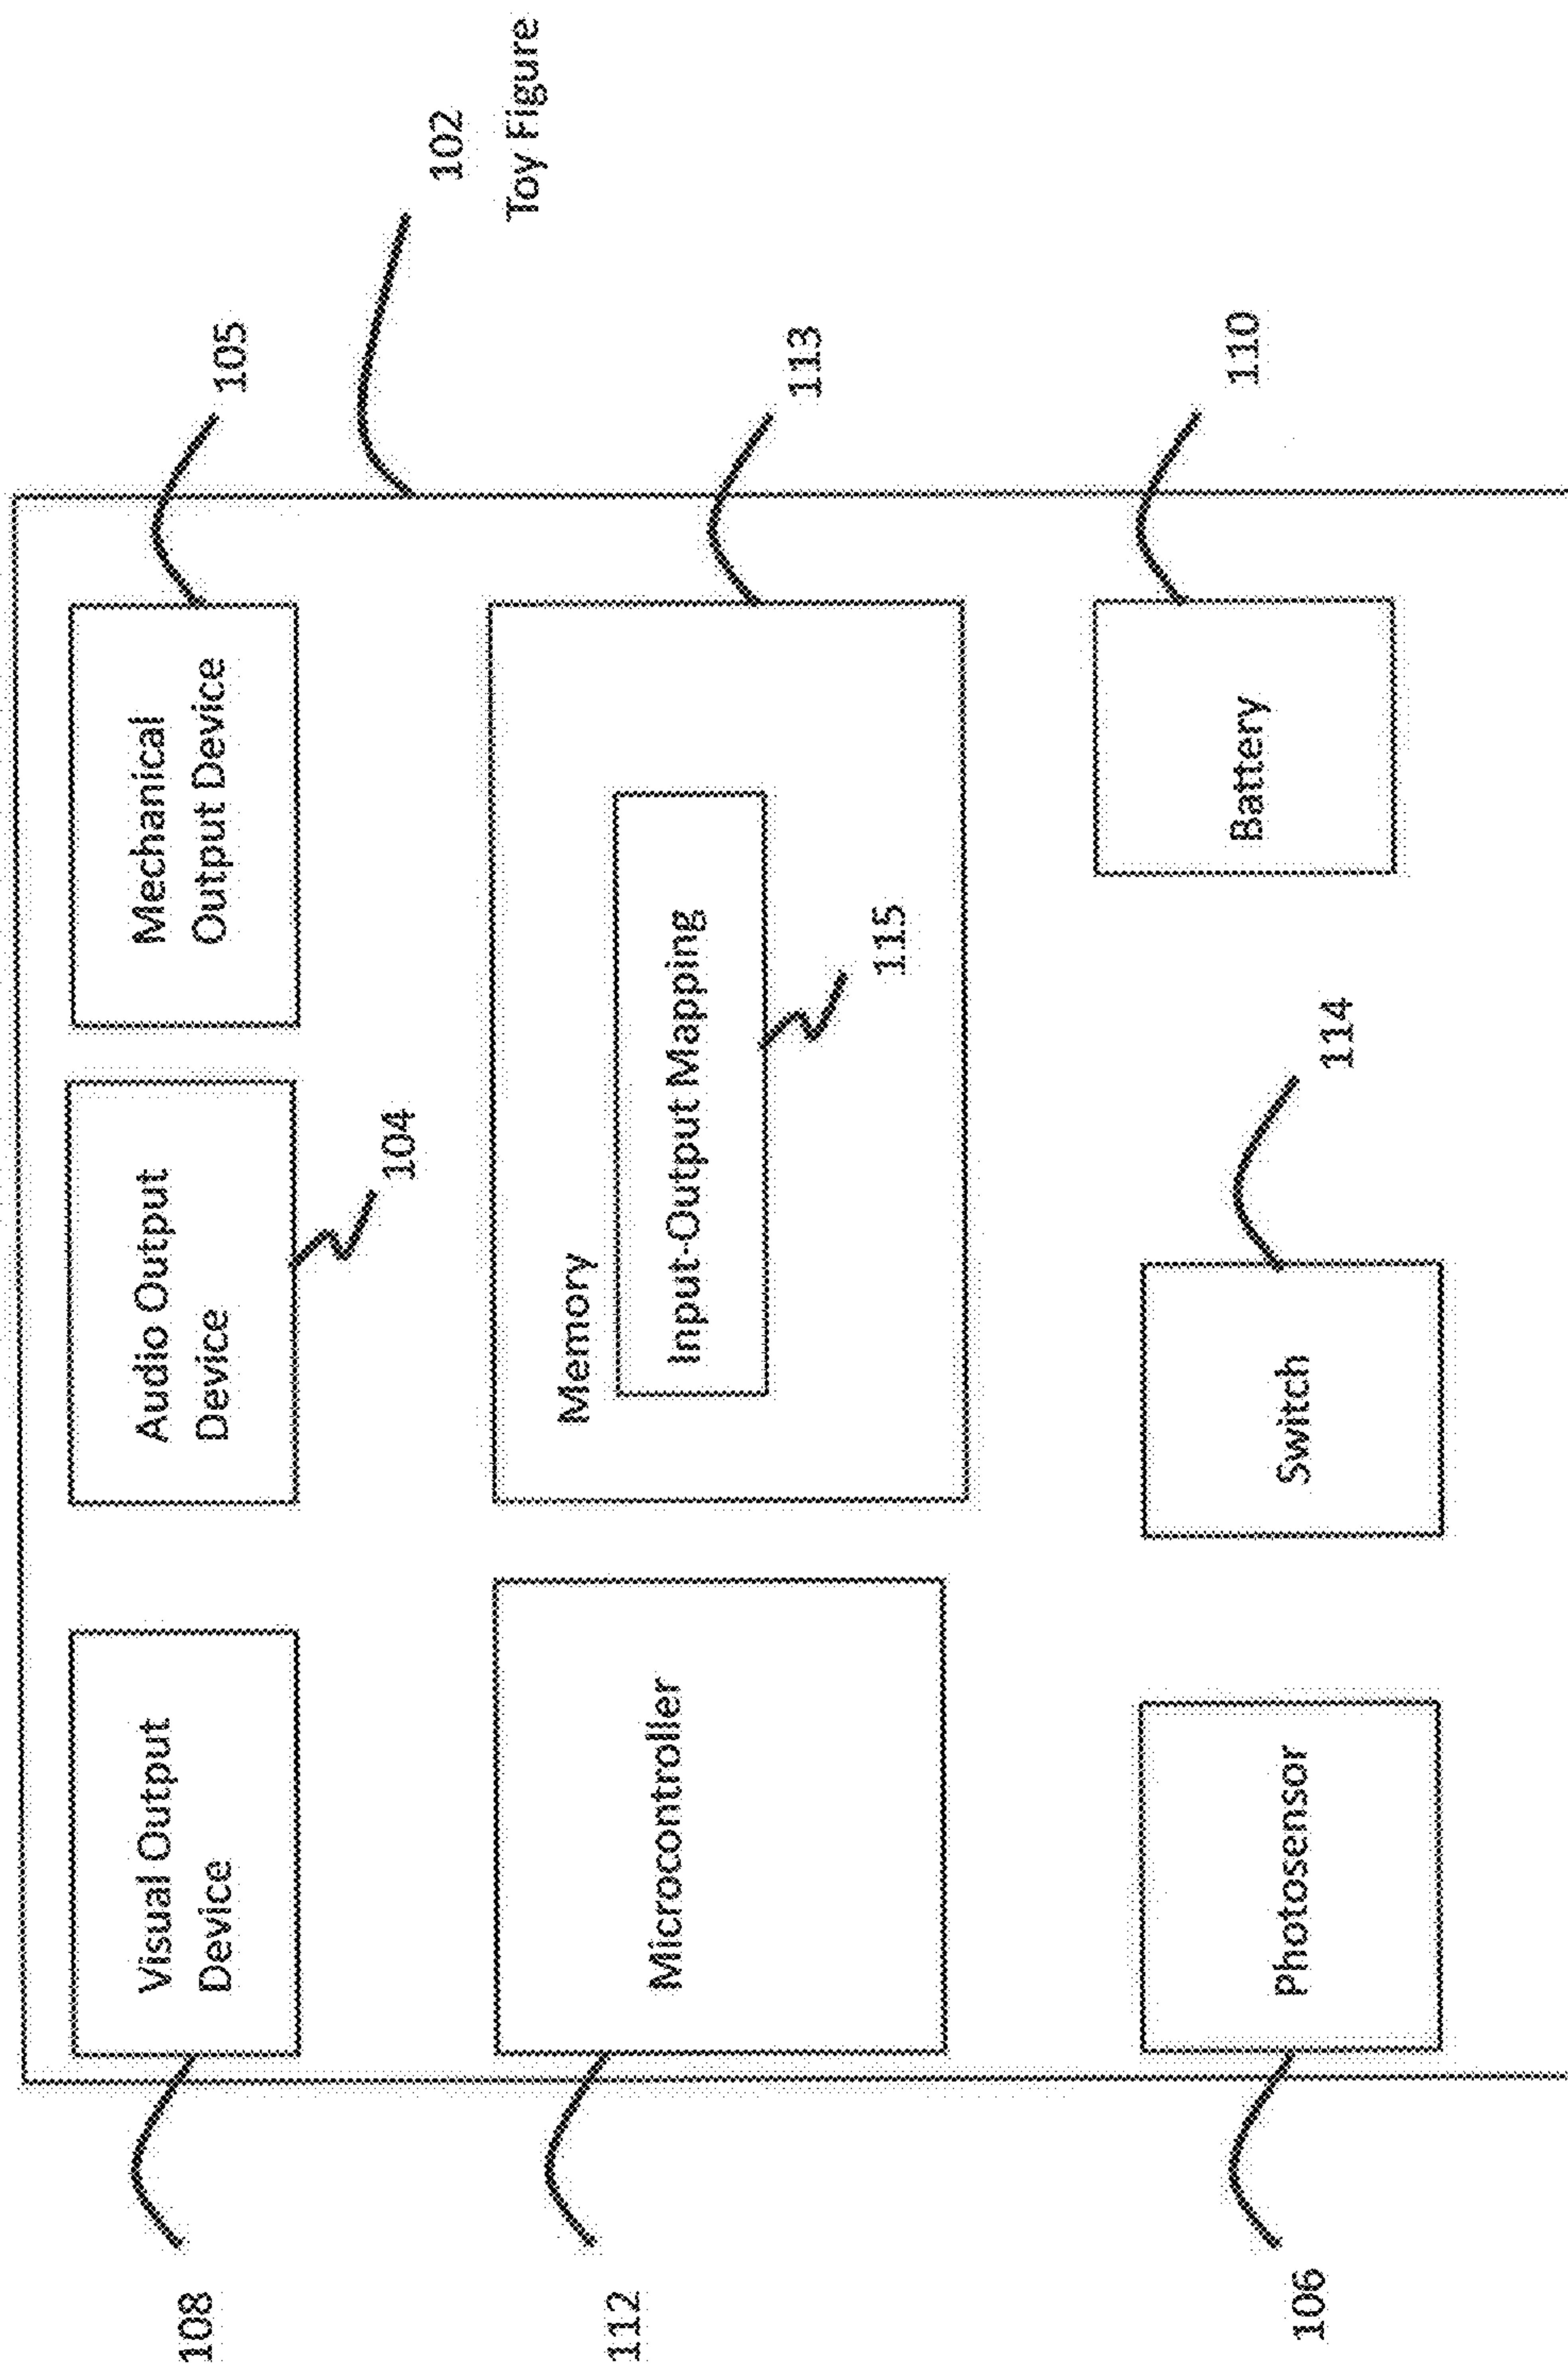 108
Visual Output
Device
Audio Output
Device
104
Mechanical
Output Device
105
102
Toy Figure
112
Microcontroller
Memory
Input-Output Mapping
115
113
106
Photosensor
Switch
114
Battery
110